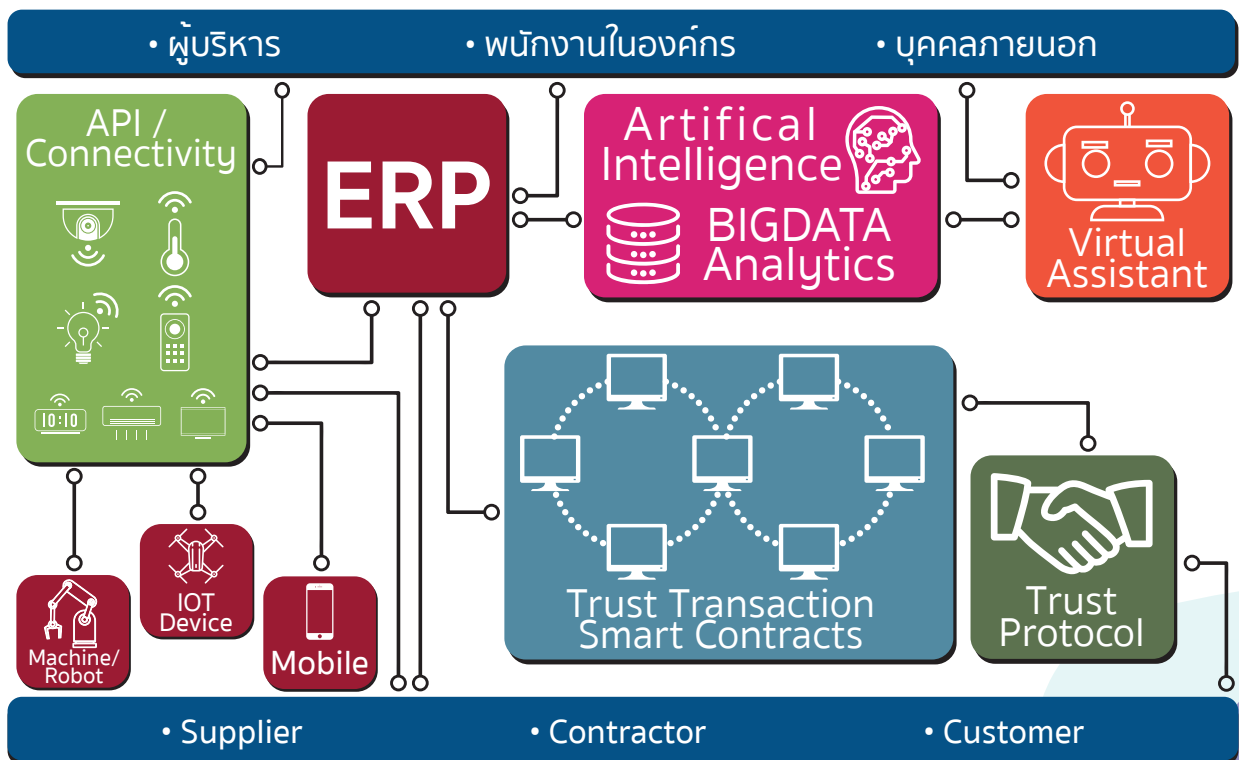 • ผู้บริหาร • พนักงานในองค์กร • บุคคลภายนอก
API /
Connectivity
10:10
ERP
Artifical
Intelligence
BIGDATA
Analytics
Virtual
Assistant
Machine/
Robot
IOT
Device
Mobile
Trust Transaction
Smart Contracts
Trust
Protocol
• Supplier • Contractor • Customer